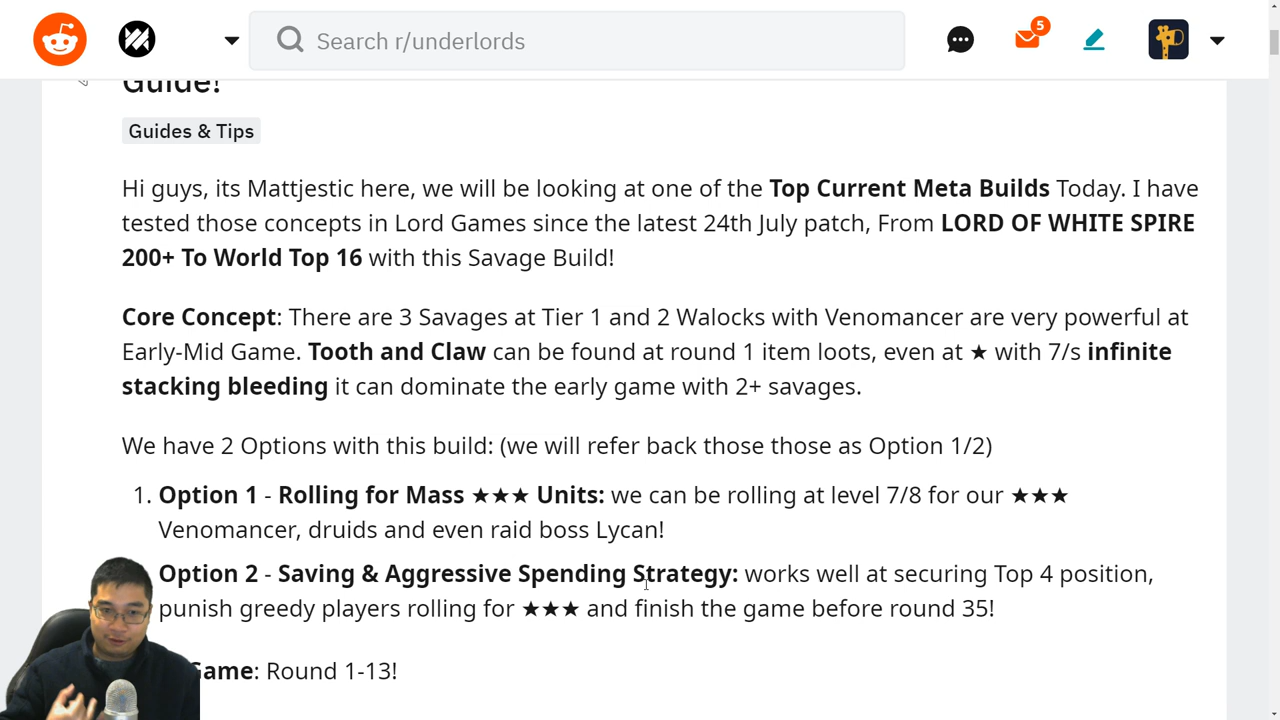 Search r/underlords
5
Guide!
Guides & Tips
Hi guys, its Mattjestic here, we will be looking at one of the Top Current Meta Builds Today. I have
tested those concepts in Lord Games since the latest 24th July patch, From LORD OF WHITE SPIRE
200+ To World Top 16 with this Savage Build!
Core Concept: There are 3 Savages at Tier 1 and 2 Walocks with Venomancer are very powerful at
Early-Mid Game. Tooth and Claw can be found at round 1 item loots, even at ★ with 7/s infinite
stacking bleeding it can dominate the early game with 2+ savages.
We have 2 Options with this build: (we will refer back those those as Option 1/2)
1. Option 1 - Rolling for Mass ★★★ Units: we can be rolling at level 7/8 for our ★★★
Venomancer, druids and even raid boss Lycan!
Option 2 - Saving & Aggressive Spending Strategy: works well at securing Top 4 position,
punish greedy players rolling for ★★★ and finish the game before round 35!
Game: Round 1-13!